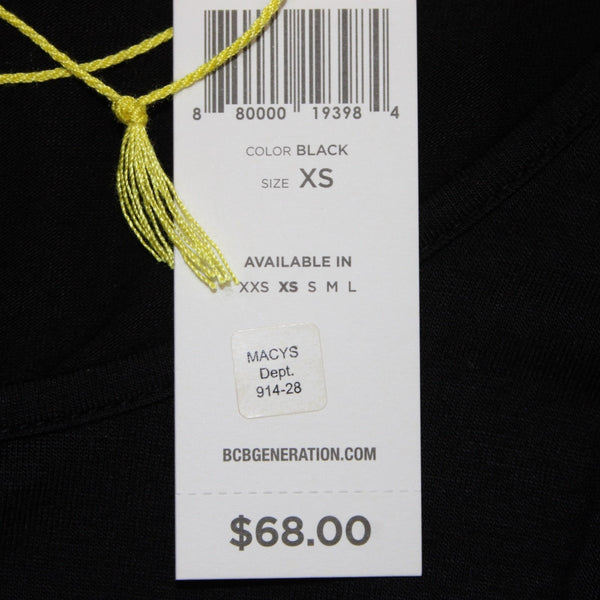 8 80000 19398 4
COLOR BLACK
SIZE XS
AVAILABLE IN
XXS XS S M L
MACYS
Dept.
914-28
BCBGENERATION.COM
$68.00